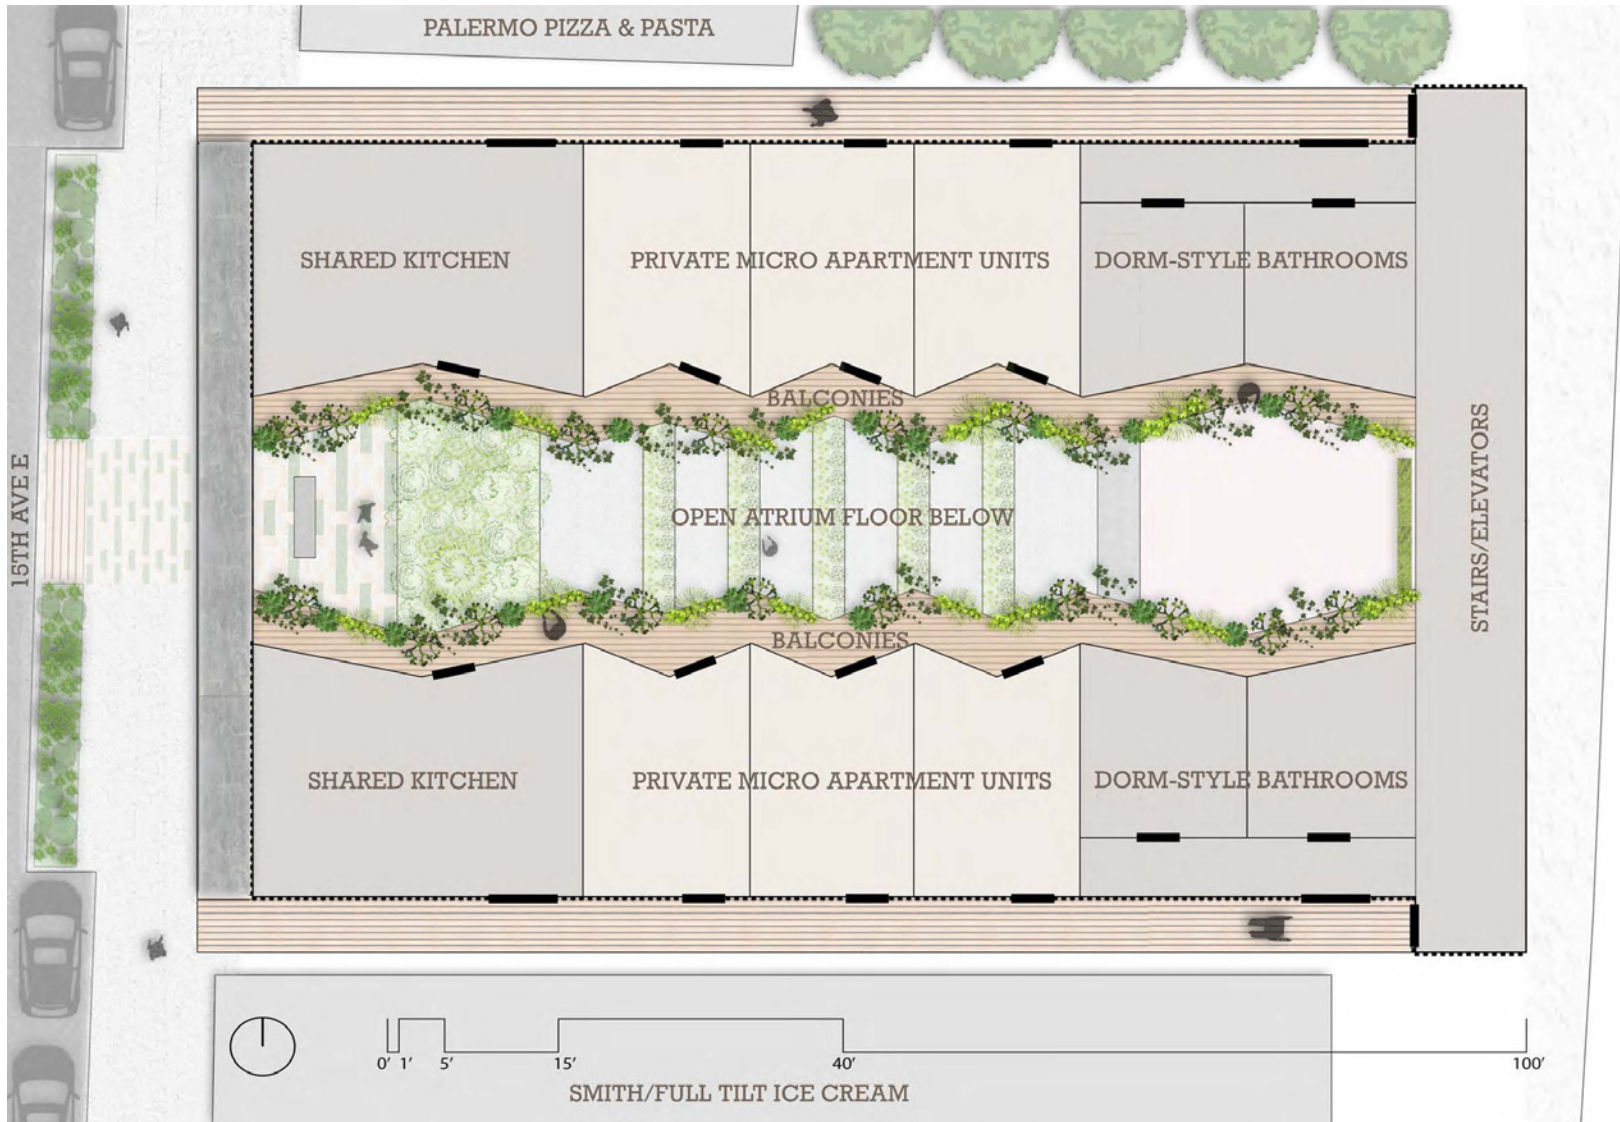 PALERMO PIZZA & PASTA
SHARED KITCHEN
PRIVATE MICRO APARTMENT UNITS
DORM-STYLE BATHROOMS
BALCONIES
15TH AVE E
OPEN ATRIUM FLOOR BELOW
STAIRS/ELEVATORS
BALCONIES
SHARED KITCHEN
PRIVATE MICRO APARTMENT UNITS
DORM-STYLE BATHROOMS
0' 1' 5' 15' 40' 100'
SMITH/FULL TILT ICE CREAM